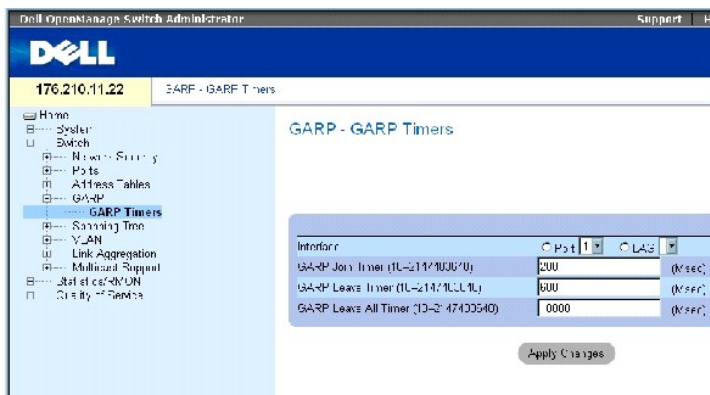 Dell OpenManage Switch Administrator Support
DELL
176.210.11.22 GARP - GARP Timers
Home
System
Switch
Network Security
Ports
Address Tables
GARP
GARP Timers
Spanning Tree
VLAN
Link Aggregation
Multicast Support
Statistics/RMON
Quality of Service
GARP - GARP Timers
Interface Port 1 LAG
GARP Join Timer (Msec)
GARP Leave Timer 600 (Msec)
GARP Leave All Timer (Msec)
Apply Changes